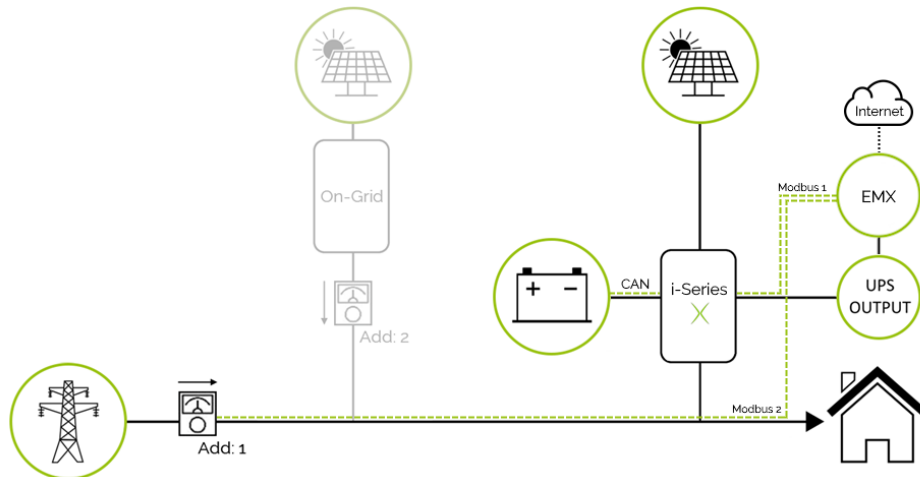 Internet
Modbus 1
EMX
On-Grid
CAN
i-Series
X
UPS
OUTPUT
+ −
Add: 2
Modbus 2
Add: 1